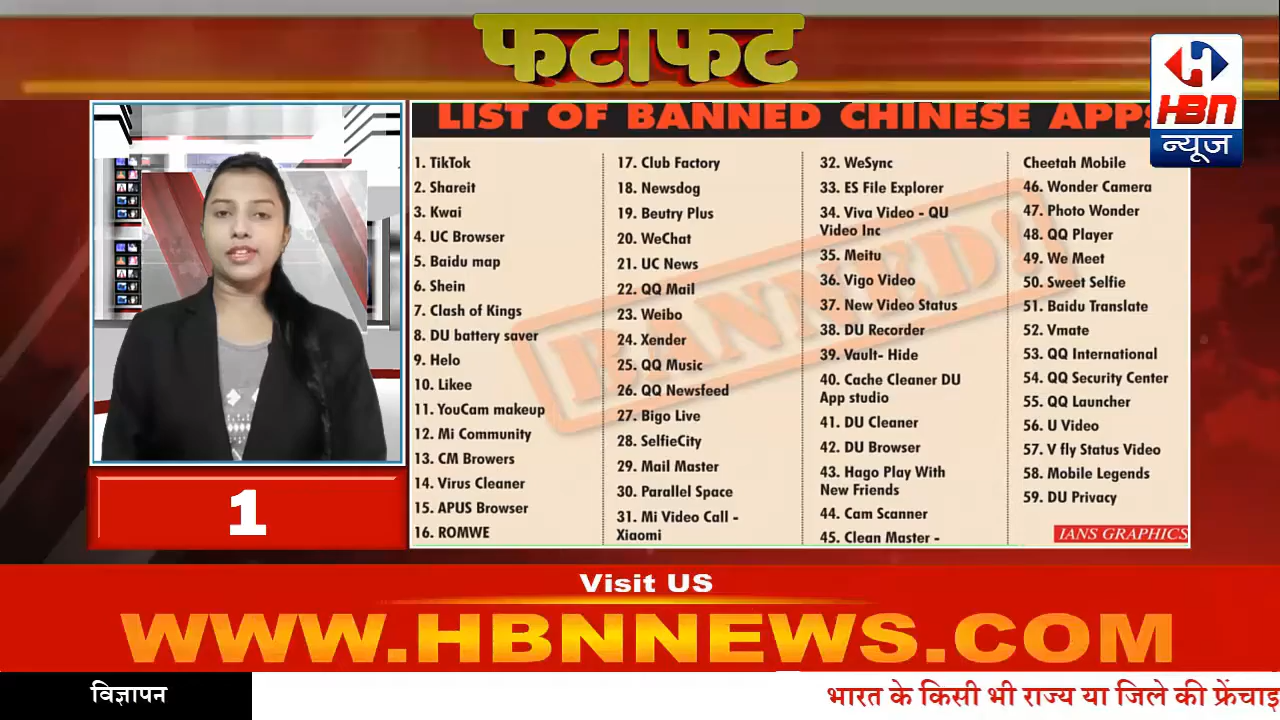 फटाफट
HBN
न्यूज
LIST OF BANNED CHINESE APPS
1. TikTok
2. Shareit
3. Kwai
4. UC Browser
5. Baidu map
6. Shein
7. Clash of Kings
8. DU battery saver
9. Helo
10. Likee
11. YouCam makeup
12. Mi Community
13. CM Browers
14. Virus Cleaner
15. APUS Browser
16. ROMWE
17. Club Factory
18. Newsdog
19. Beutry Plus
20. WeChat
21. UC News
22. QQ Mail
23. Weibo
24. Xender
25. QQ Music
26. QQ Newsfeed
27. Bigo Live
28. SelfieCity
29. Mail Master
30. Parallel Space
31. Mi Video Call -
Xiaomi
32. WeSync
33. ES File Explorer
34. Viva Video - QU
Video Inc
35. Meitu
36. Vigo Video
37. New Video Status
38. DU Recorder
39. Vault- Hide
40. Cache Cleaner DU
App studio
41. DU Cleaner
42. DU Browser
43. Hago Play With
New Friends
44. Cam Scanner
45. Clean Master -
Cheetah Mobile
46. Wonder Camera
47. Photo Wonder
48. QQ Player
49. We Meet
50. Sweet Selfie
51. Baidu Translate
52. Vmate
53. QQ International
54. QQ Security Center
55. QQ Launcher
56. U Video
57. V fly Status Video
58. Mobile Legends
59. DU Privacy
BANNED!
IANS GRAPHICS
1
Visit US
WWW.HBNNEWS.COM
विज्ञापन
भारत के किसी भी राज्य या जिले की फ्रेंचाइ